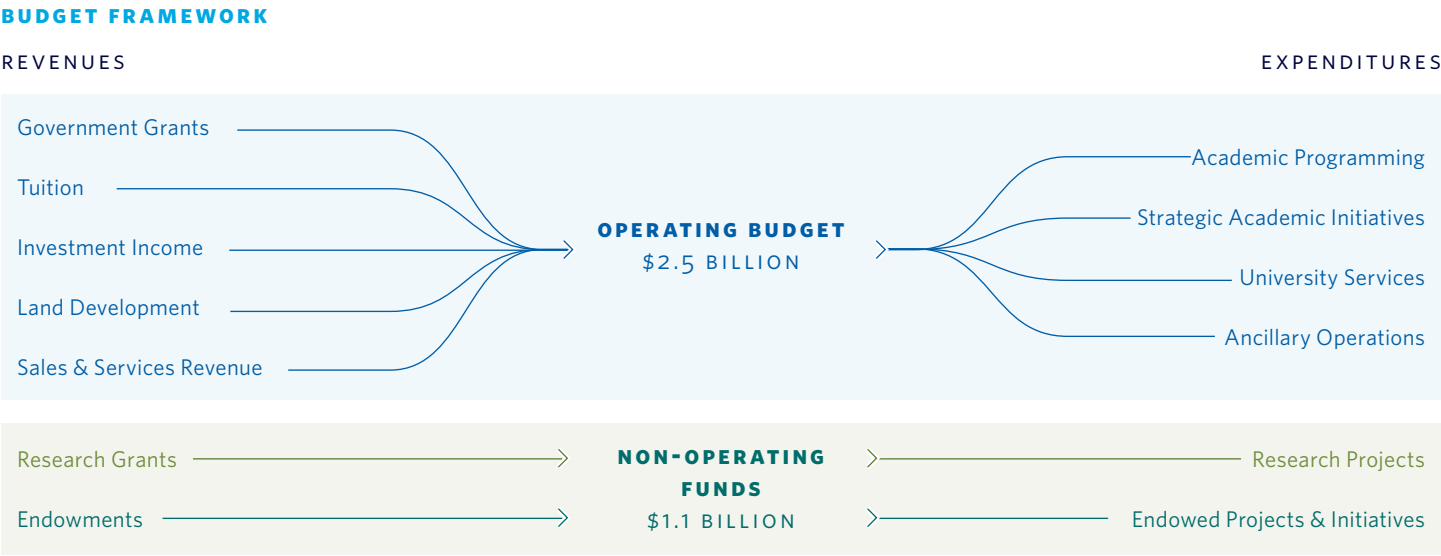 BUDGET FRAMEWORK
REVENUES
EXPENDITURES
Government Grants
Tuition
Investment Income
Land Development
Sales & Services Revenue
OPERATING BUDGET
$2.5 BILLION
Academic Programming
Strategic Academic Initiatives
University Services
Ancillary Operations
Research Grants
Endowments
NON-OPERATING
FUNDS
$1.1 BILLION
Research Projects
Endowed Projects & Initiatives